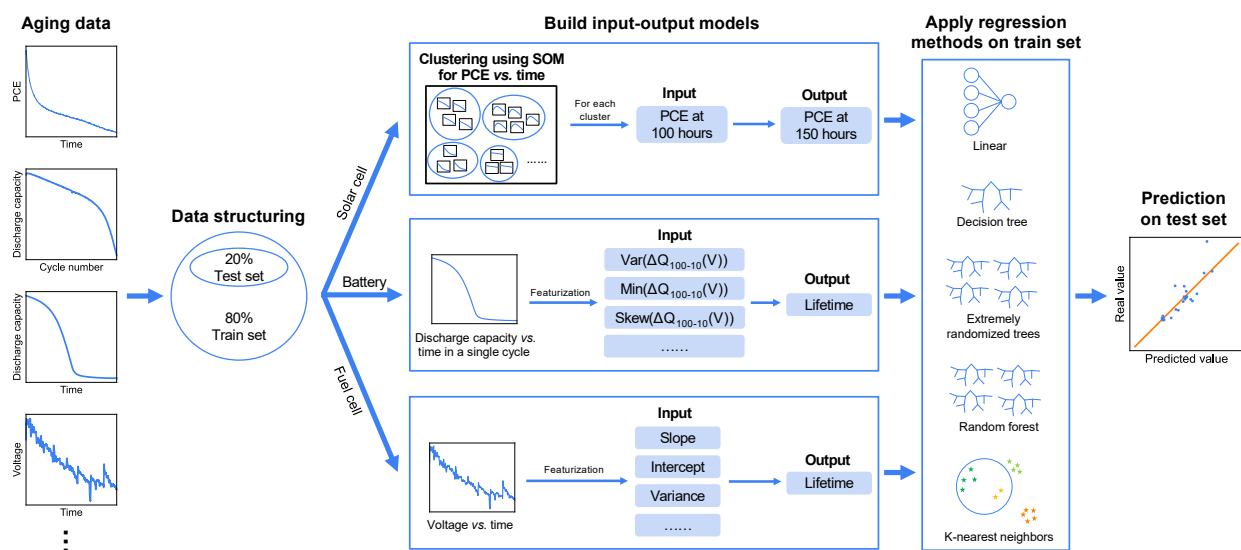 Aging data
PCE
Time
Discharge capacity
Cycle number
Discharge capacity
Time
Voltage
Time
Data structuring
20%
Test set
80%
Train set
Solar cell
Battery
Fuel cell
Build input-output models
Clustering using SOM
for PCE vs. time
......
For each
cluster
Input
PCE at
100 hours
Output
PCE at
150 hours
Discharge capacity vs.
time in a single cycle
Featurization
Input
Var(ΔQ100-10(V))
Min(ΔQ100-10(V))
Skew(ΔQ100-10(V))
......
Output
Lifetime
Voltage vs. time
Featurization
Input
Slope
Intercept
Variance
......
Output
Lifetime
Apply regression
methods on train set
Linear
Decision tree
Extremely
randomized trees
Random forest
K-nearest neighbors
Prediction
on test set
Real value
Predicted value